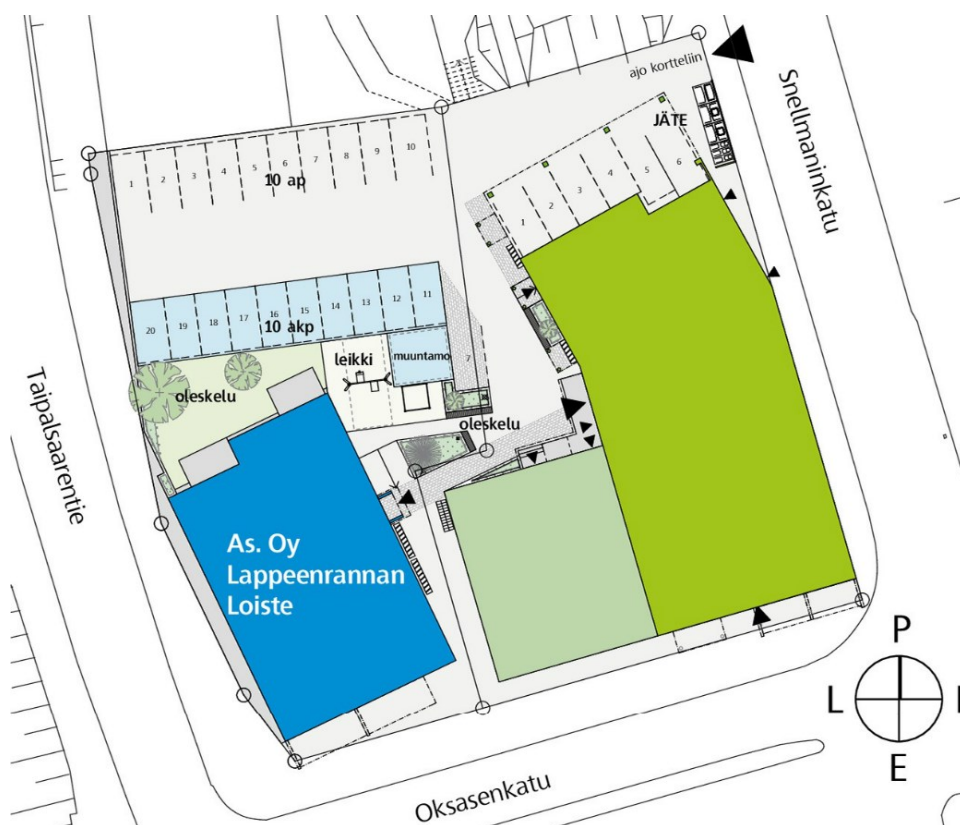 ajo kortteliin
Snellmaninkatu
JÄTE
1 2 3 4 5 6 7 8 9 10
10 ap
1 2 3 4 5 6
20 19 18 17 16 15 14 13 12 11
10 akp
7
leikki
muuntamo
oleskelu
oleskelu
Taipalsaarentie
As. Oy
Lappeenrannan
Loiste
P
L I
E
Oksasenkatu